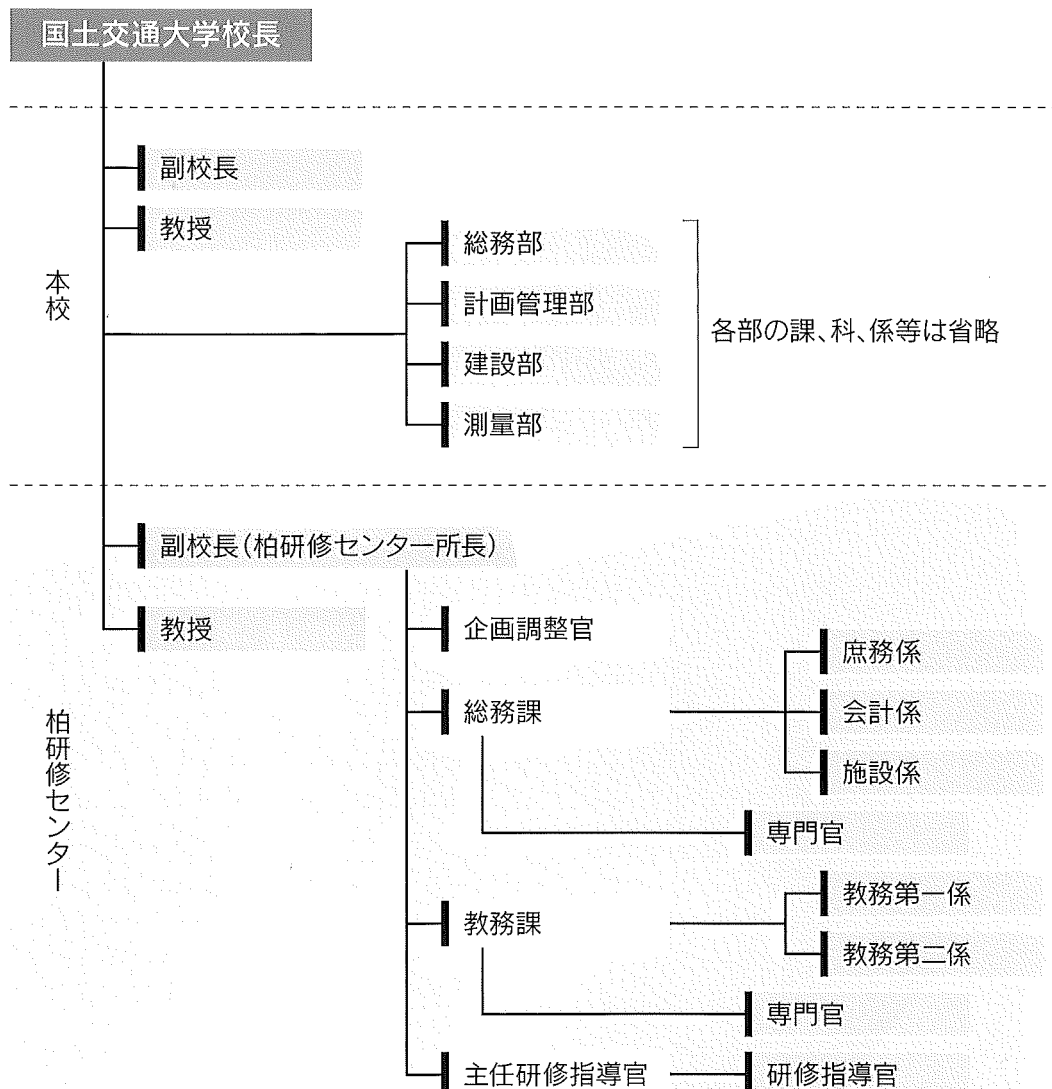 国土交通大学校長
本校
副校長
教授
総務部
計画管理部
建設部
測量部
各部の課、科、係等は省略
柏研修センター
副校長(柏研修センター所長)
教授
企画調整官
総務課
庶務係
会計係
施設係
専門官
教務課
教務第一係
教務第二係
専門官
主任研修指導官
研修指導官